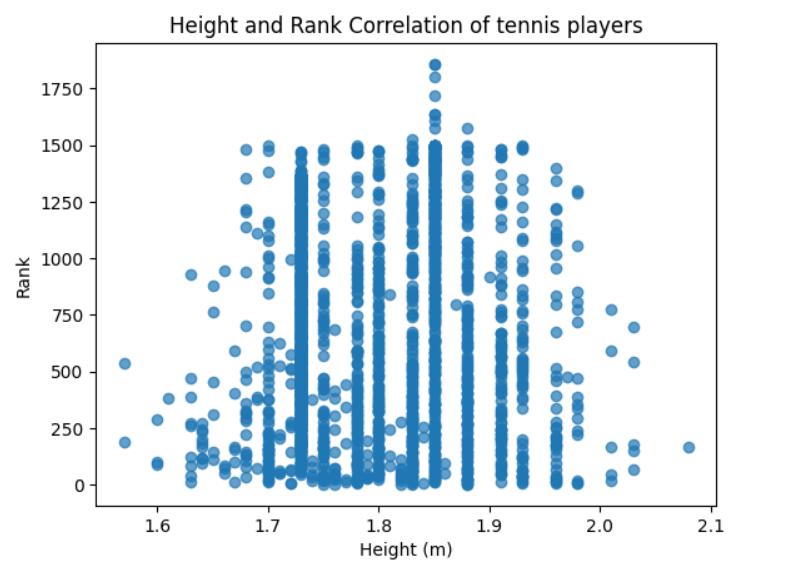 Height and Rank Correlation of tennis players
1750
1500
1250
1000
750
500
250
0
Rank
1.6 1.7 1.8 1.9 2.0 2.1
Height (m)